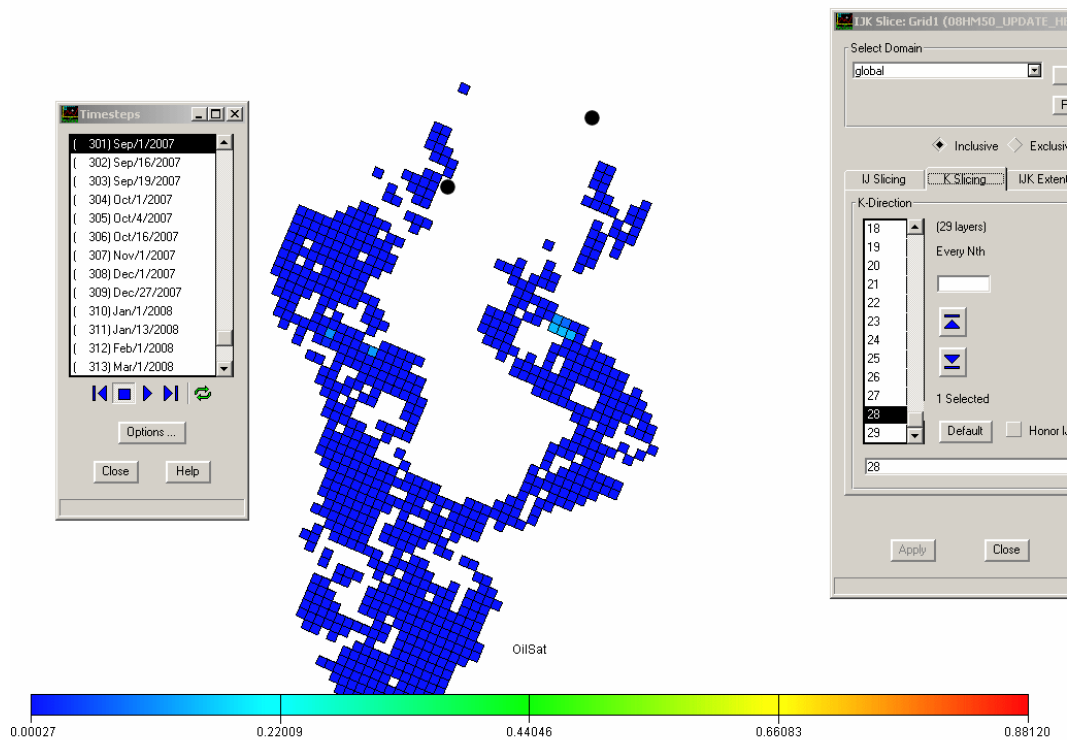 Timesteps
( 301) Sep/1/2007
( 302) Sep/16/2007
( 303) Sep/19/2007
( 304) Oct/1/2007
( 305) Oct/4/2007
( 306) Oct/16/2007
( 307) Nov/1/2007
( 308) Dec/1/2007
( 309) Dec/27/2007
( 310) Jan/1/2008
( 311) Jan/13/2008
( 312) Feb/1/2008
( 313) Mar/1/2008
Options ...
Close
Help
IJK Slice: Grid1 (08HM50_UPDATE_H
Select Domain
global
F
Inclusive
Exclusiv
IJ Slicing
K Slicing
IJK Extent
K-Direction
18
19
20
21
22
23
24
25
26
27
28
29
(29 layers)
Every Nth
1 Selected
Default
Honor IJ
28
Apply
Close
OilSat
0.00027
0.22009
0.44046
0.66083
0.88120